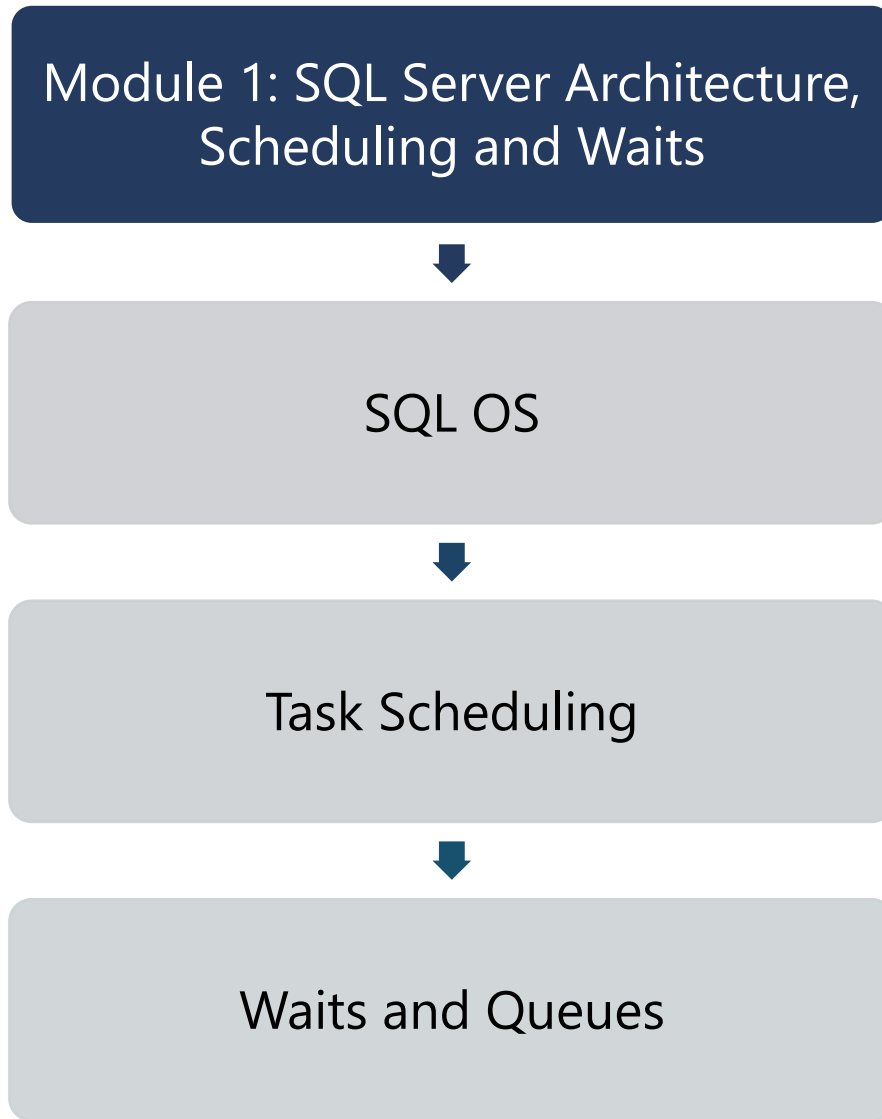 Module 1: SQL Server Architecture,
Scheduling and Waits
SQL OS
Task Scheduling
Waits and Queues